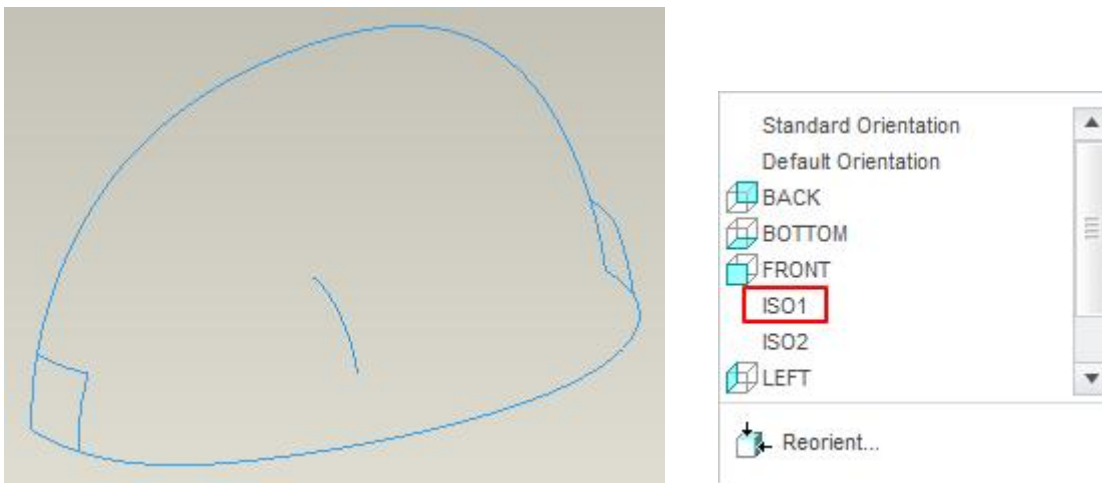 Standard Orientation
Default Orientation
BACK
BOTTOM
FRONT
ISO1
ISO2
LEFT
Reorient...